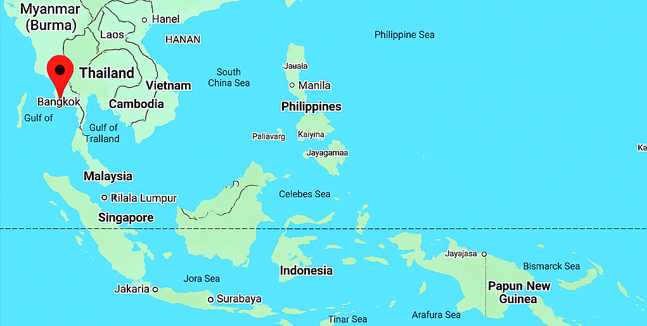 Myanmar
(Burma)
Hanel
Laos
HANAN
Philippine Sea
Thailand
South
China Sea
Jauala
Vietnam
Manila
Bangkok
Cambodia
Philippines
Gulf of
Gulf of
Tralland
Paliavarg
Kaiyina
Jayagamaa
Ka
Malaysia
Rilala Lumpur
Celebes Sea
Singapore
Jayajasa
Indonesia
Bismarck Sea
Jora Sea
Papun New
Guinea
Jakaria
Surabaya
Tinar Sea
Arafura Sea